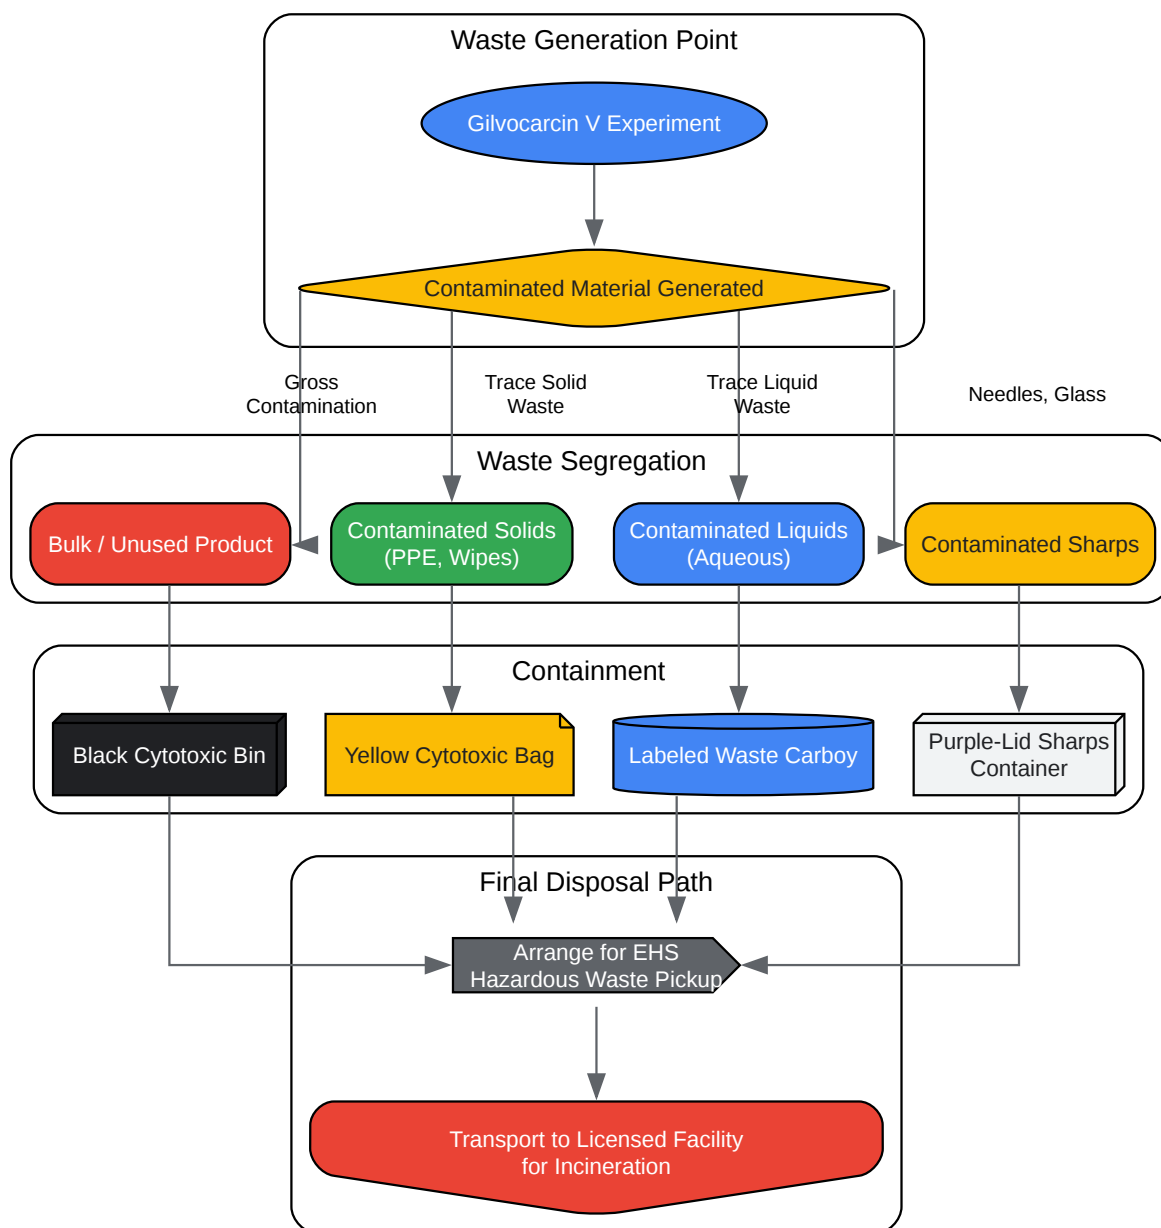 Waste Generation Point
Gilvocarcin V Experiment
Contaminated Material Generated
Gross
Contamination
Trace Solid
Waste
Trace Liquid
Waste
Needles, Glass
Waste Segregation
Bulk / Unused Product
Contaminated Solids
(PPE, Wipes)
Contaminated Liquids
(Aqueous)
Contaminated Sharps
Containment
Black Cytotoxic Bin
Yellow Cytotoxic Bag
Labeled Waste Carboy
Purple-Lid Sharps
Container
Final Disposal Path
Arrange for EHS
Hazardous Waste Pickup
Transport to Licensed Facility
for Incineration